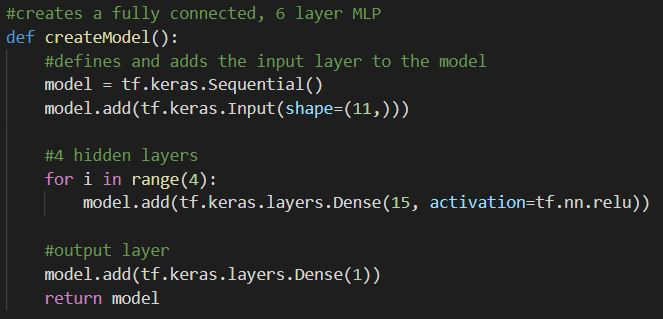 #creates a fully connected, 6 layer MLP
def createModel():
    #defines and adds the input layer to the model
    model = tf.keras.Sequential()
    model.add(tf.keras.Input(shape=(11,)))

    #4 hidden layers
    for i in range(4):
        model.add(tf.keras.layers.Dense(15, activation=tf.nn.relu))

    #output layer
    model.add(tf.keras.layers.Dense(1))
    return model